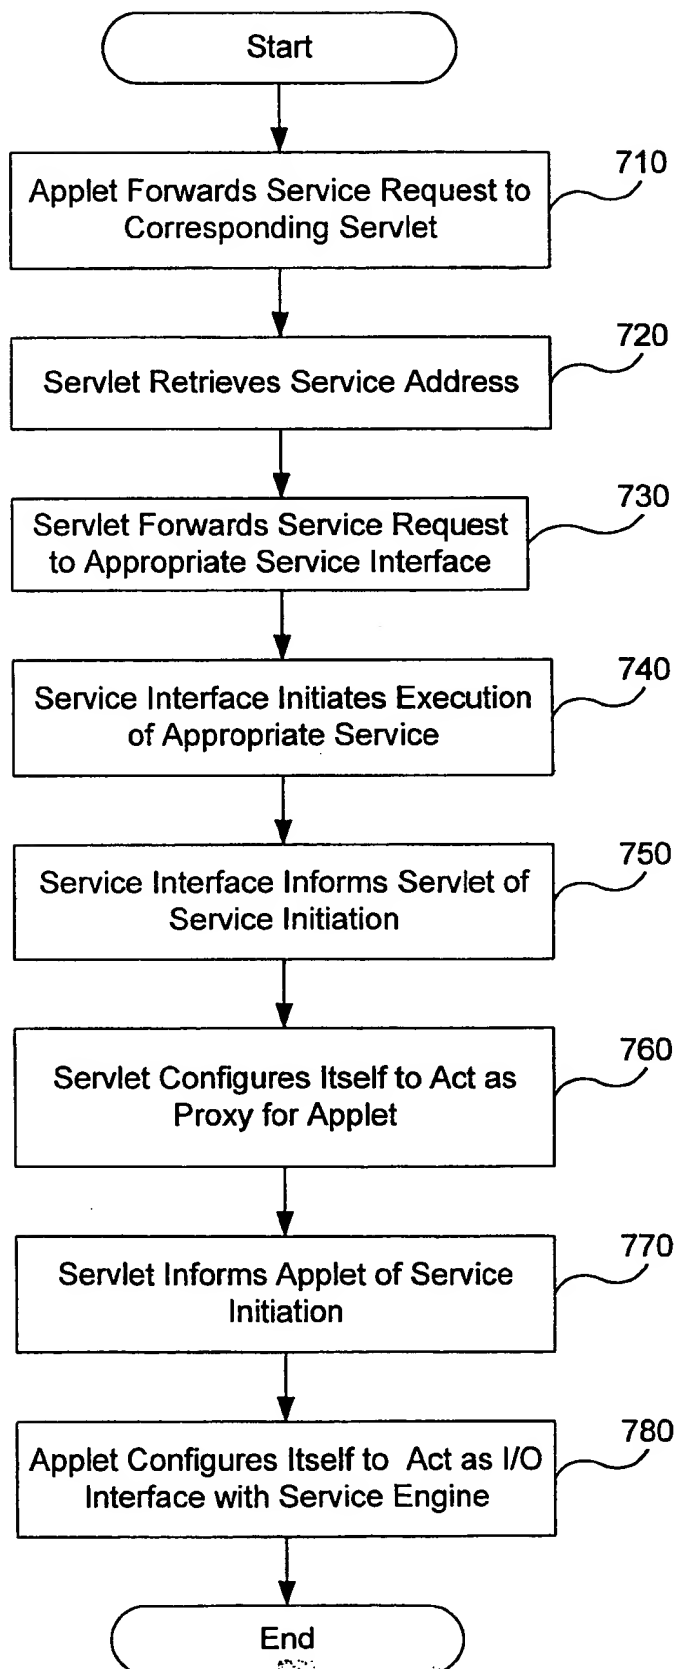 Start
710
Applet Forwards Service Request to
Corresponding Servlet
720
Servlet Retrieves Service Address
730
Servlet Forwards Service Request
to Appropriate Service Interface
740
Service Interface Initiates Execution
of Appropriate Service
750
Service Interface Informs Servlet of
Service Initiation
760
Servlet Configures Itself to Act as
Proxy for Applet
770
Servlet Informs Applet of Service
Initiation
780
Applet Configures Itself to Act as I/O
Interface with Service Engine
End